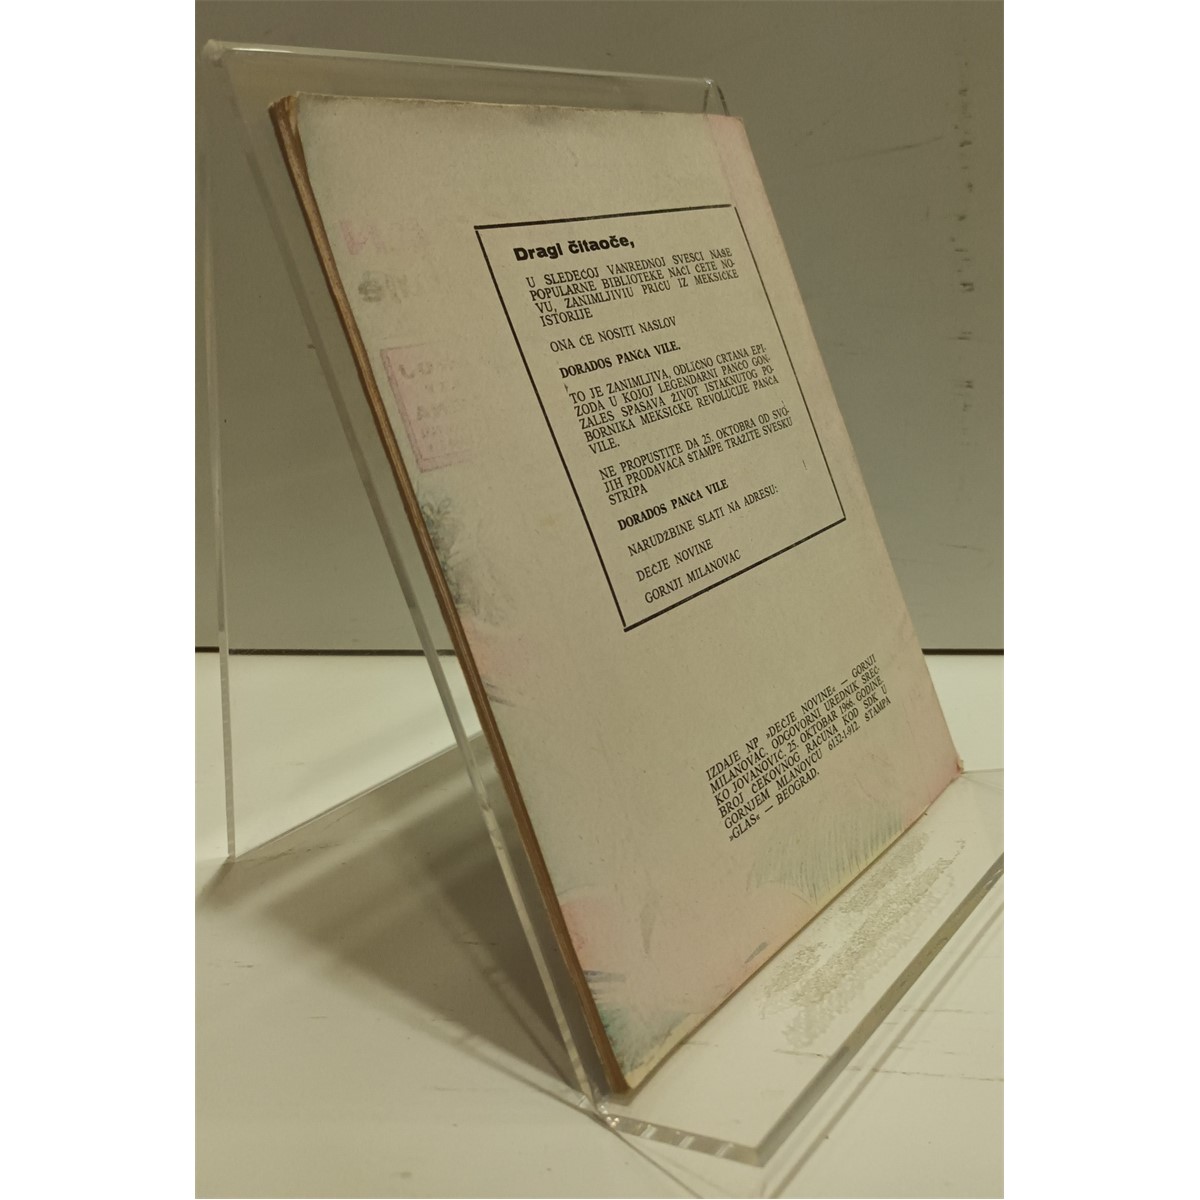 Dragi čitaoče,
U SLEDEĆOJ VANREDNOJ SVESCI NAŠE
POPULARNE BIBLIOTEKE NAĆI ĆETE NO-
VU, ZANIMLJIVIU PRIČU IZ MEKSIČKE
ISTORIJE
ONA ĆE NOSITI NASLOV
DORADOS PANČA VILE.
TO JE ZANIMLJIVA, ODLIČNO CRTANA EPI-
ZODA U KOJOJ LEGENDARNI PANČO GON-
ZALES SPASAVA ŽIVOT ISTAKNUTOG PO-
BORNIKA MEKSIČKE REVOLUCIJE PANČA
VILE.
NE PROPUSTITE DA 25. OKTOBRA OD SVO-
JIH PRODAVACA ŠTAMPE TRAŽITE SVESKU
STRIPA
DORADOS PANČA VILE
NARUDŽBINE SLATI NA ADRESU:
DEČJE NOVINE
GORNJI MILANOVAC
IZDAJE NP »DEČJE NOVINE« — GORNJI
MILANOVAC. ODGOVORNI UREDNIK SREĆ-
KO JOVANOVIĆ. 25. OKTOBAR 1966. GODINE.
BROJ ČEKOVNOG RAČUNA KOD SDK U
GORNJEM MLANOVCU 6132-1-912. ŠTAMPA
»GLAS« — BEOGRAD.